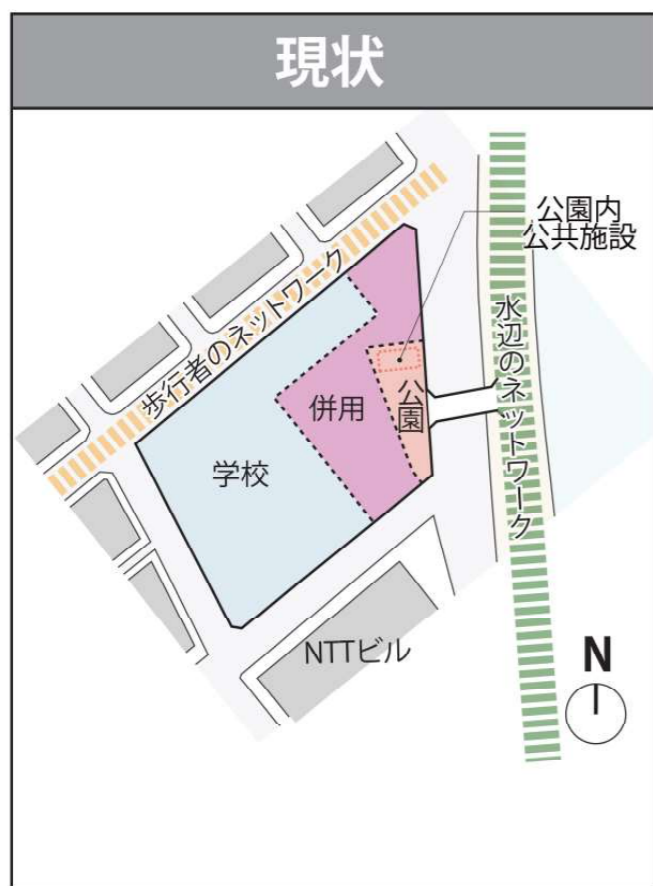 現状
公園内
公共施設
歩行者のネットワーク
水辺のネットワーク
公園
併用
学校
NTTビル
N